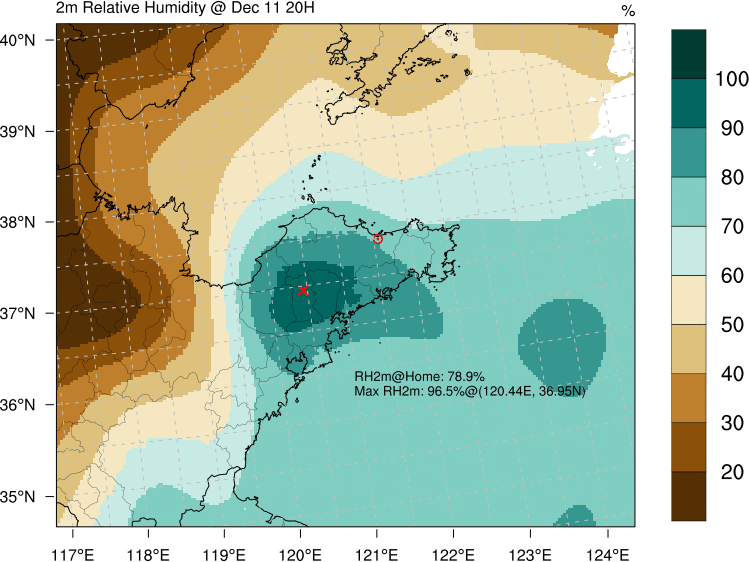 2m Relative Humidity @ Dec 11 20H
%
40°N
39°N
38°N
37°N
36°N
35°N
117°E 118°E 119°E 120°E 121°E 122°E 123°E 124°E
RH2m@Home: 78.9%
Max RH2m: 96.5%@(120.44E, 36.95N)
100
90
80
70
60
50
40
30
20